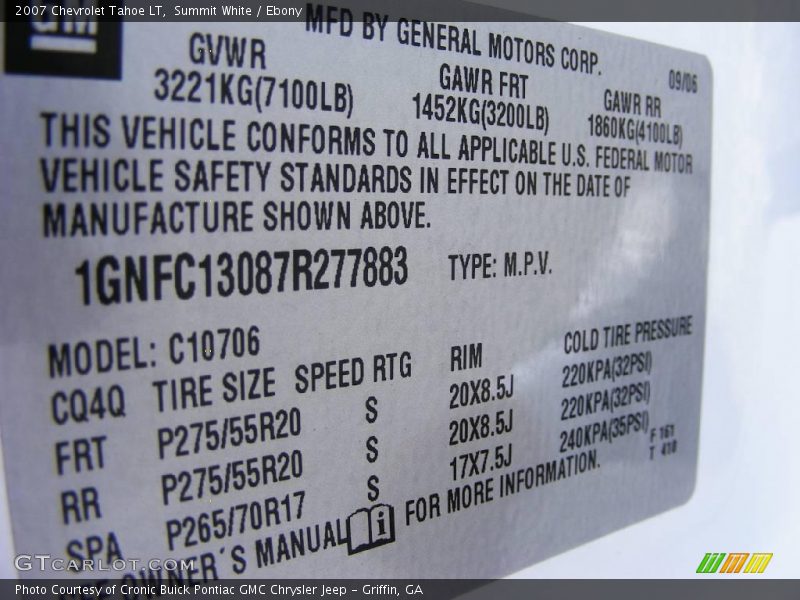 2007 Chevrolet Tahoe LT, Summit White / Ebony
GM
MFD BY GENERAL MOTORS CORP.
GVWR GAWR FRT GAWR RR 09/06
3221KG(7100LB) 1452KG(3200LB) 1860KG(4100LB)
THIS VEHICLE CONFORMS TO ALL APPLICABLE U.S. FEDERAL MOTOR
VEHICLE SAFETY STANDARDS IN EFFECT ON THE DATE OF
MANUFACTURE SHOWN ABOVE.
1GNFC13087R277883 TYPE: M.P.V.
MODEL: C10706
CQ4Q TIRE SIZE SPEED RTG RIM COLD TIRE PRESSURE
FRT P275/55R20 S 20X8.5J 220KPA(32PSI)
RR P275/55R20 S 20X8.5J 220KPA(32PSI)
SPA P265/70R17 S 17X7.5J 240KPA(35PSI) F 161
T 410
SEE OWNER'S MANUAL FOR MORE INFORMATION.
GTcarlot.com
Photo Courtesy of Cronic Buick Pontiac GMC Chrysler Jeep - Griffin, GA